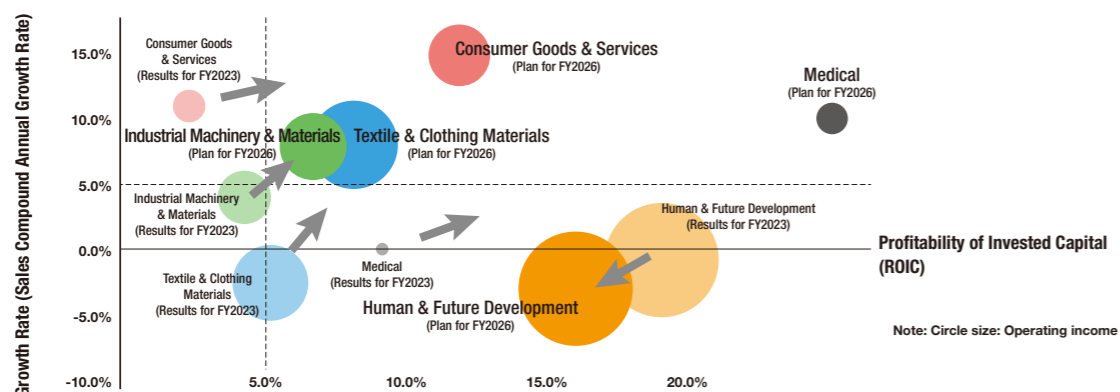 Growth Rate (Sales Compound Annual Growth Rate)
15.0%
10.0%
5.0%
0.0%
-5.0%
-10.0%
Consumer Goods
& Services
(Results for FY2023)
Consumer Goods & Services
(Plan for FY2026)
Medical
(Plan for FY2026)
Industrial Machinery & Materials
(Plan for FY2026)
Textile & Clothing Materials
(Plan for FY2026)
Industrial Machinery
& Materials
(Results for FY2023)
Human & Future Development
(Results for FY2023)
Textile & Clothing
Materials
(Results for FY2023)
Medical
(Results for FY2023)
Human & Future Development
(Plan for FY2026)
Profitability of Invested Capital
(ROIC)
Note: Circle size: Operating income
5.0%
10.0%
15.0%
20.0%